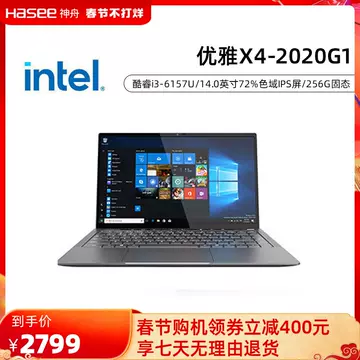 HASEE 神舟
春节不打烊
intel
优雅X4-2020G1
酷睿i3-6157U/14.0英寸72%色域IPS屏/256G固态
到手价
¥2799
春节购机领券立减400元
享七天无理由退货